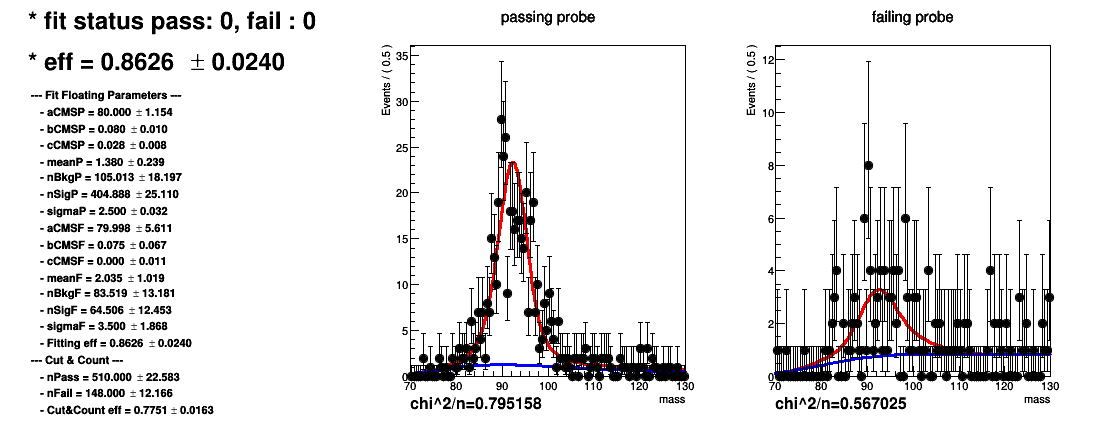 * fit status pass: 0, fail : 0
* eff = 0.8626 ± 0.0240
--- Fit Floating Parameters ---
- aCMSP = 80.000 ± 1.154
- bCMSP = 0.080 ± 0.010
- cCMSP = 0.028 ± 0.008
- meanP = 1.380 ± 0.239
- nBkgP = 105.013 ± 18.197
- nSigP = 404.888 ± 25.110
- sigmaP = 2.500 ± 0.032
- aCMSF = 79.998 ± 5.611
- bCMSF = 0.075 ± 0.067
- cCMSF = 0.000 ± 0.011
- meanF = 2.035 ± 1.019
- nBkgF = 83.519 ± 13.181
- nSigF = 64.506 ± 12.453
- sigmaF = 3.500 ± 1.868
- Fitting eff = 0.8626 ± 0.0240
--- Cut & Count ---
- nPass = 510.000 ± 22.583
- nFail = 148.000 ± 12.166
- Cut&Count eff = 0.7751 ± 0.0163
passing probe
Events / ( 0.5 )
35
30
25
20
15
10
5
0
70 80 90 100 110 120 130
mass
chi^2/n=0.795158
failing probe
Events / ( 0.5 )
12
10
8
6
4
2
0
70 80 90 100 110 120 130
mass
chi^2/n=0.567025